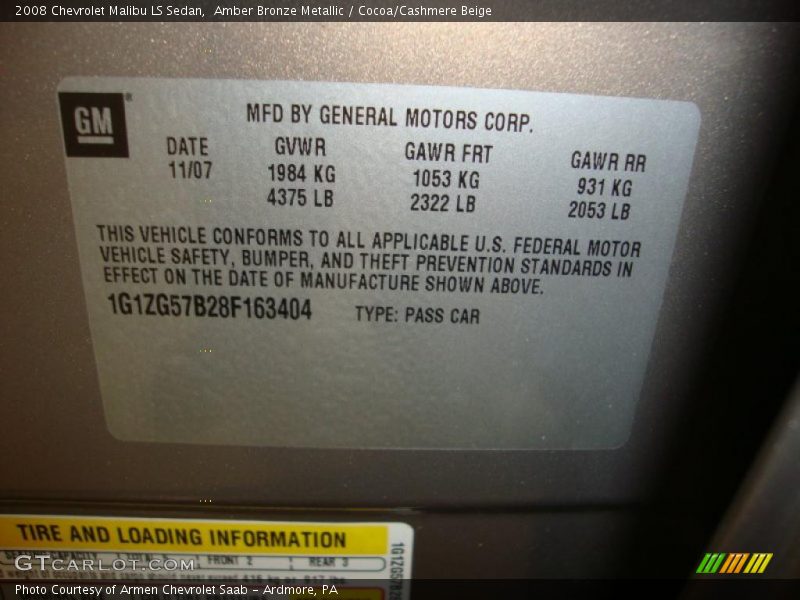 2008 Chevrolet Malibu LS Sedan, Amber Bronze Metallic / Cocoa/Cashmere Beige
GM
MFD BY GENERAL MOTORS CORP.
DATE GVWR GAWR FRT GAWR RR
11/07 1984 KG 1053 KG 931 KG
4375 LB 2322 LB 2053 LB
THIS VEHICLE CONFORMS TO ALL APPLICABLE U.S. FEDERAL MOTOR
VEHICLE SAFETY, BUMPER, AND THEFT PREVENTION STANDARDS IN
EFFECT ON THE DATE OF MANUFACTURE SHOWN ABOVE.
1G1ZG57B28F163404 TYPE: PASS CAR
TIRE AND LOADING INFORMATION
FRONT 2 REAR 3
GTCARLOT.COM
1G1ZG57B
Photo Courtesy of Armen Chevrolet Saab - Ardmore, PA